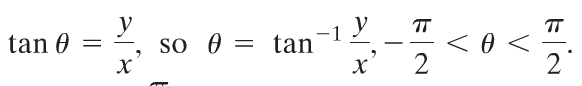 tan θ = y/x, so θ = tan⁻¹ y/x, −π/2 < θ < π/2.